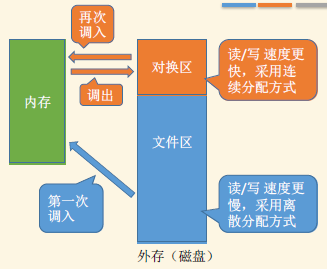 再次
调入
内存
调出
对换区
读/写 速度更
快，采用连
续分配方式
文件区
第一次
调入
读/写 速度更
慢，采用离
散分配方式
外存（磁盘）